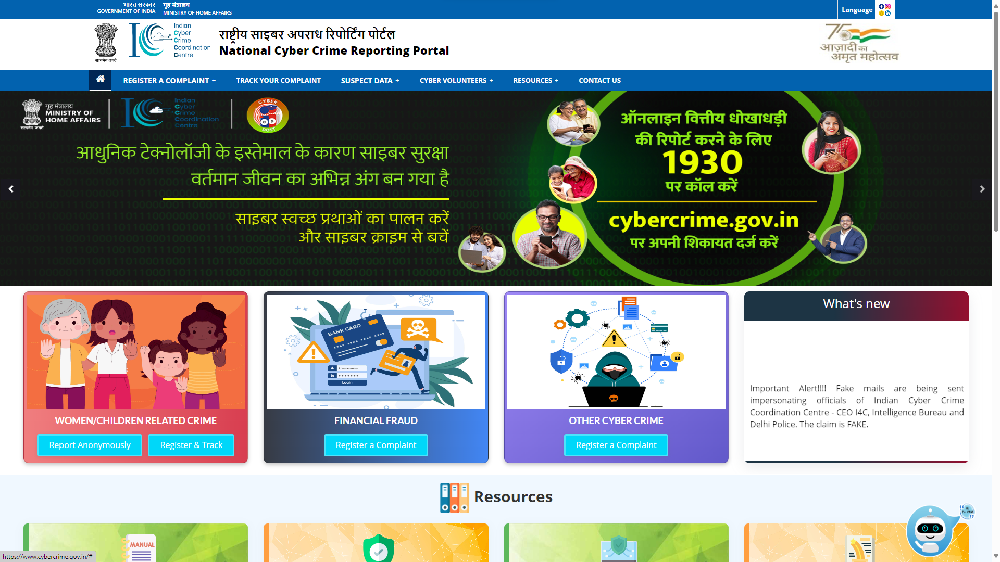 भारत सरकार
GOVERNMENT OF INDIA
गृह मंत्रालय
MINISTRY OF HOME AFFAIRS
Language
सत्यमेव जयते
Indian
Cyber
Crime
Coordination
Centre
राष्ट्रीय साइबर अपराध रिपोर्टिंग पोर्टल
National Cyber Crime Reporting Portal
75
आज़ादी का
अमृत महोत्सव
REGISTER A COMPLAINT +
TRACK YOUR COMPLAINT
SUSPECT DATA +
CYBER VOLUNTEERS +
RESOURCES +
CONTACT US
सत्यमेव जयते
गृह मंत्रालय
MINISTRY OF
HOME AFFAIRS
Indian
Cyber
Crime
Coordination
Centre
CYBER
CD
DOST
आधुनिक टेक्नोलॉजी के इस्तेमाल के कारण साइबर सुरक्षा
वर्तमान जीवन का अभिन्न अंग बन गया है
साइबर स्वच्छ प्रथाओं का पालन करें
और साइबर क्राइम से बचें
ऑनलाइन वित्तीय धोखाधड़ी
की रिपोर्ट करने के लिए
1930
पर कॉल करें
cybercrime.gov.in
पर अपनी शिकायत दर्ज करें
WOMEN/CHILDREN RELATED CRIME
Report Anonymously
Register & Track
BANK CARD
Username
Login
FINANCIAL FRAUD
Register a Complaint
OTHER CYBER CRIME
Register a Complaint
What's new
Important Alert!!!! Fake mails are being sent
impersonating officials of Indian Cyber Crime
Coordination Centre - CEO I4C, Intelligence Bureau and
Delhi Police. The claim is FAKE.
Resources
MANUAL
Hi,
I'm VANI
https://www.cybercrime.gov.in/#